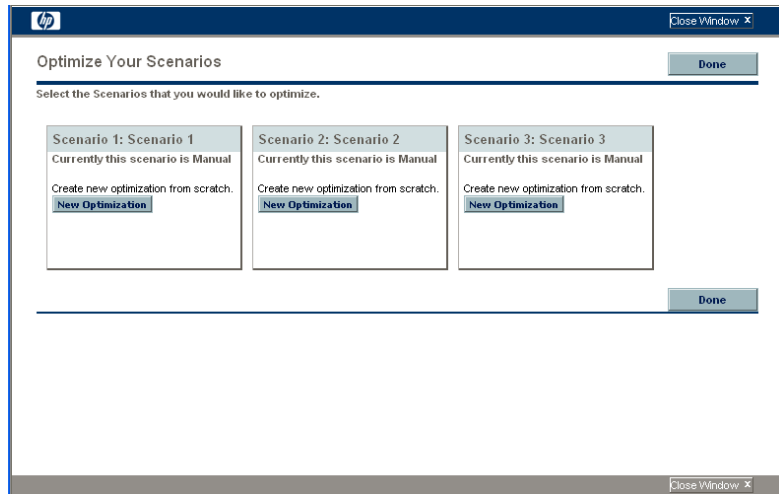 hp
Close Window x
Optimize Your Scenarios
Done
Select the Scenarios that you would like to optimize.
Scenario 1: Scenario 1
Currently this scenario is Manual
Create new optimization from scratch.
New Optimization
Scenario 2: Scenario 2
Currently this scenario is Manual
Create new optimization from scratch.
New Optimization
Scenario 3: Scenario 3
Currently this scenario is Manual
Create new optimization from scratch.
New Optimization
Done
Close Window x